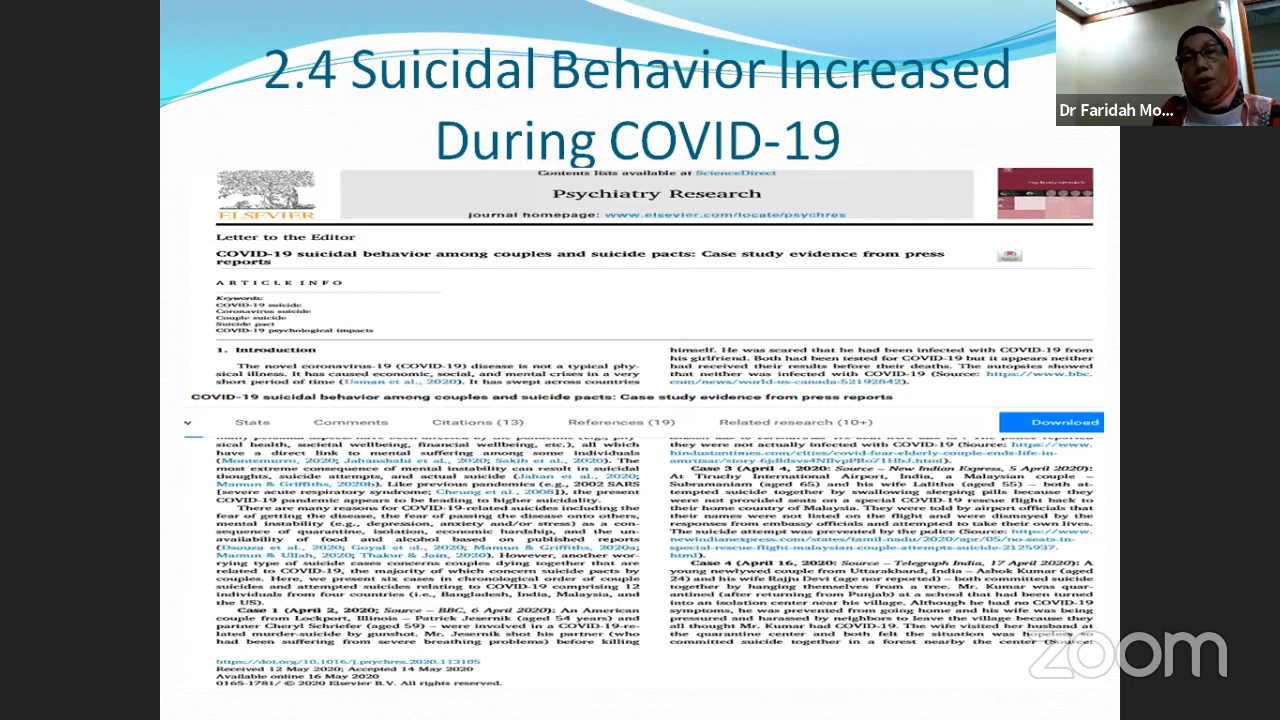 2.4 Suicidal Behavior Increased
During COVID-19
Dr Faridah Mo...
Contents lists available at ScienceDirect
Psychiatry Research
journal homepage: www.elsevier.com/locate/psychres
ELSEVIER
Letter to the Editor
COVID-19 suicidal behavior among couples and suicide pacts: Case study evidence from press
reports
ARTICLE INFO
Keywords:
COVID-19 suicide
Coronavirus suicide
Couple suicide
Suicide pact
COVID-19 psychological impacts
1. Introduction
The novel coronavirus-19 (COVID-19) disease is not a typical phy-
sical illness. It has caused economic, social, and mental crises in a very
short period of time (Usman et al., 2020). It has swept across countries
himself. He was scared that he had been infected with COVID-19 from
his girlfriend. Both had been tested for COVID-19 but it appears neither
had received their results before their deaths. The autopsies showed
that neither was infected with COVID-19 (Source: https://www.bbc.
com/news/world-us-canada-52192842).
COVID-19 suicidal behavior among couples and suicide pacts: Case study evidence from press reports
Stats Comments Citations (13) References (19) Related research (10+) Download
sical health, societal wellbeing, financial wellbeing, etc.), all which
have a direct link to mental suffering among some individuals
(Montemurro, 2020; Jahanshahi et al., 2020; Sakib et al., 2020). The
most extreme consequence of mental instability can result in suicidal
thoughts, suicide attempts, and actual suicide (Jahan et al., 2020;
Mamun & Griffiths, 2020b). Like previous pandemics (e.g., 2002 SARS
[severe acute respiratory syndrome; Cheung et al., 2008]), the present
COVID-19 pandemic appears to be leading to higher suicidality.
There are many reasons for COVID-19-related suicides including the
fear of getting the disease, the fear of passing the disease onto others,
mental instability (e.g., depression, anxiety and/or stress) as a con-
sequence of quarantine, isolation, economic hardship, and the un-
availability of food and alcohol based on published reports
(Dsouza et al., 2020; Goyal et al., 2020; Mamun & Griffiths, 2020a;
Mamun & Ullah, 2020; Thakur & Jain, 2020). However, another wor-
rying type of suicide cases concerns couples dying together that are
related to COVID-19, the majority of which concern suicide pacts by
couples. Here, we present six cases in chronological order of couple
suicides and attempted suicides relating to COVID-19 comprising 12
individuals from four countries (i.e., Bangladesh, India, Malaysia, and
the US).
Case 1 (April 2, 2020; Source – BBC, 6 April 2020): An American
couple from Lockport, Illinois – Patrick Jesernik (aged 54 years) and
partner Cheryl Schriefer (aged 59) – were involved in a COVID-19-re-
lated murder-suicide by gunshot. Mr. Jesernik shot his partner (who
had been suffering from severe breathing problems) before killing
they were not actually infected with COVID-19 (Source: https://www.
hindustantimes.com/cities/covid-fear-elderly-couple-ends-life-in-
Case 3 (April 4, 2020; Source – New Indian Express, 5 April 2020):
At Tiruchy International Airport, India, a Malaysian couple –
Subramaniam (aged 65) and his wife Lalitha (aged 55) – both at-
tempted suicide together by swallowing sleeping pills because they
were not provided seats on a special COVID-19 rescue flight back to
their home country of Malaysia. They were told by airport officials that
their names were not listed on the flight and were dismayed by the
responses from embassy officials and attempted to take their own lives.
The suicide attempt was prevented by the police (Source: https://www.
newindianexpress.com/states/tamil-nadu/2020/apr/05/no-seats-in-
special-rescue-flight-malaysian-couple-attempts-suicide-2125937.
html).
Case 4 (April 16, 2020; Source – Telegraph India, 17 April 2020): A
young newlywed couple from Uttarakhand, India – Ashok Kumar (aged
24) and his wife Rajju Devi (age nor reported) – both committed suicide
together by hanging themselves from a tree. Mr. Kumar was quar-
antined (after returning from Punjab) at a school that had been turned
into an isolation center near his village. Although he had no COVID-19
symptoms, he was prevented from going home and his wife was being
pressured and harassed by neighbors to leave the village because they
all thought Mr. Kumar had COVID-19. The wife visited her husband at
the quarantine center and both felt the situation was hopeless so
committed suicide together in a forest nearby the center (Source:
https://doi.org/10.1016/j.psychres.2020.113105
Received 12 May 2020; Accepted 14 May 2020
Available online 16 May 2020
0165-1781/ © 2020 Elsevier B.V. All rights reserved.
zoom